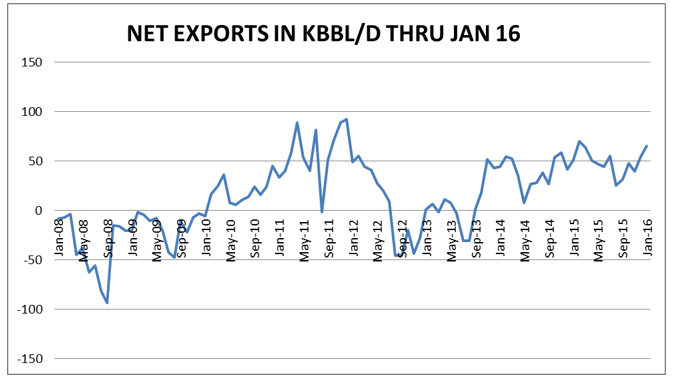 NET EXPORTS IN KBBL/D THRU JAN 16
150
100
50
0
-50
-100
-150
Jan-08
May-08
Sep-08
Jan-09
May-09
Sep-09
Jan-10
May-10
Sep-10
Jan-11
May-11
Sep-11
Jan-12
May-12
Sep-12
Jan-13
May-13
Sep-13
Jan-14
May-14
Sep-14
Jan-15
May-15
Sep-15
Jan-16